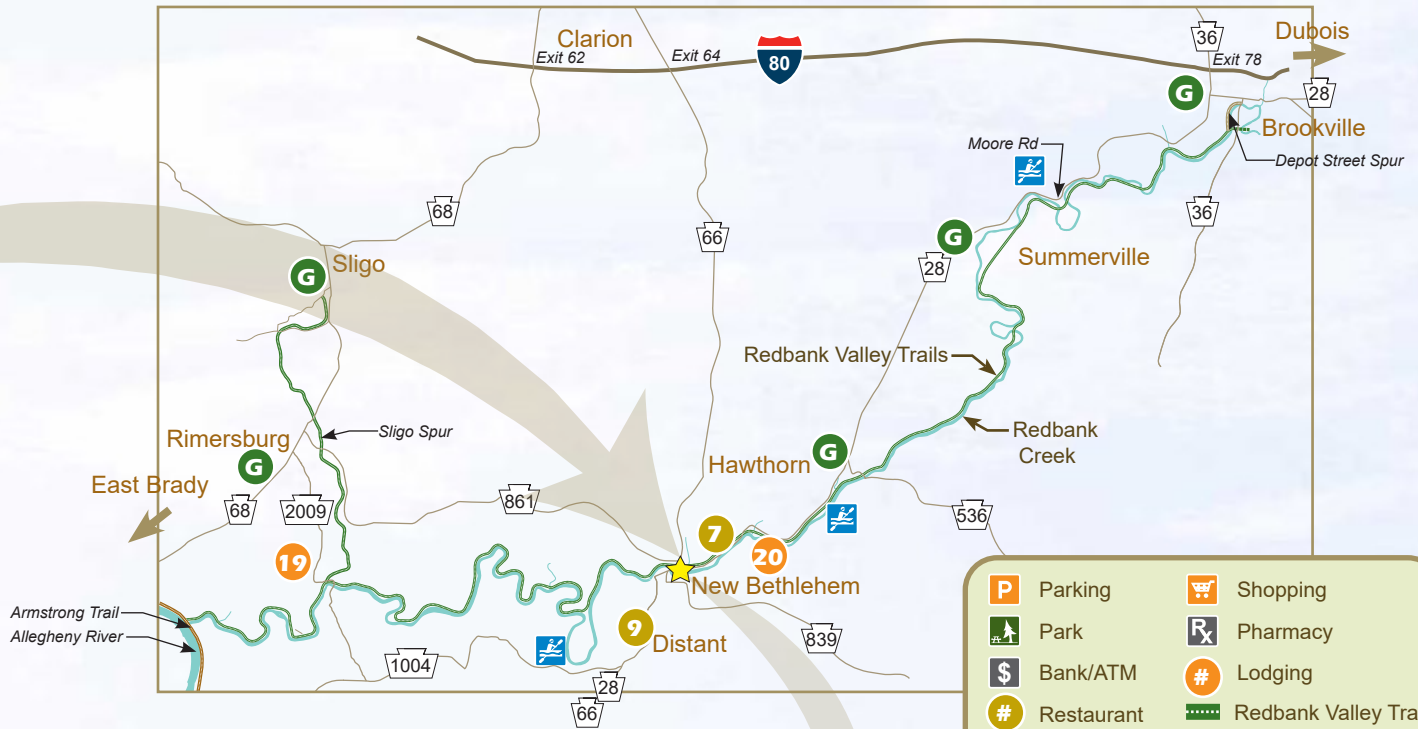 Clarion
Exit 62
Exit 64
80
36
Exit 78
Dubois
28
G
Brookville
Depot Street Spur
Moore Rd
68
66
36
G
28
Summerville
G
Sligo
Redbank Valley Trails
Redbank
Creek
Rimersburg
G
Sligo Spur
Hawthorn
G
East Brady
68
2009
861
536
19
7
20
New Bethlehem
Armstrong Trail
Allegheny River
9
Distant
1004
839
28
66
P Parking
Shopping
Park
Rx Pharmacy
$ Bank/ATM
# Lodging
# Restaurant
Redbank Valley